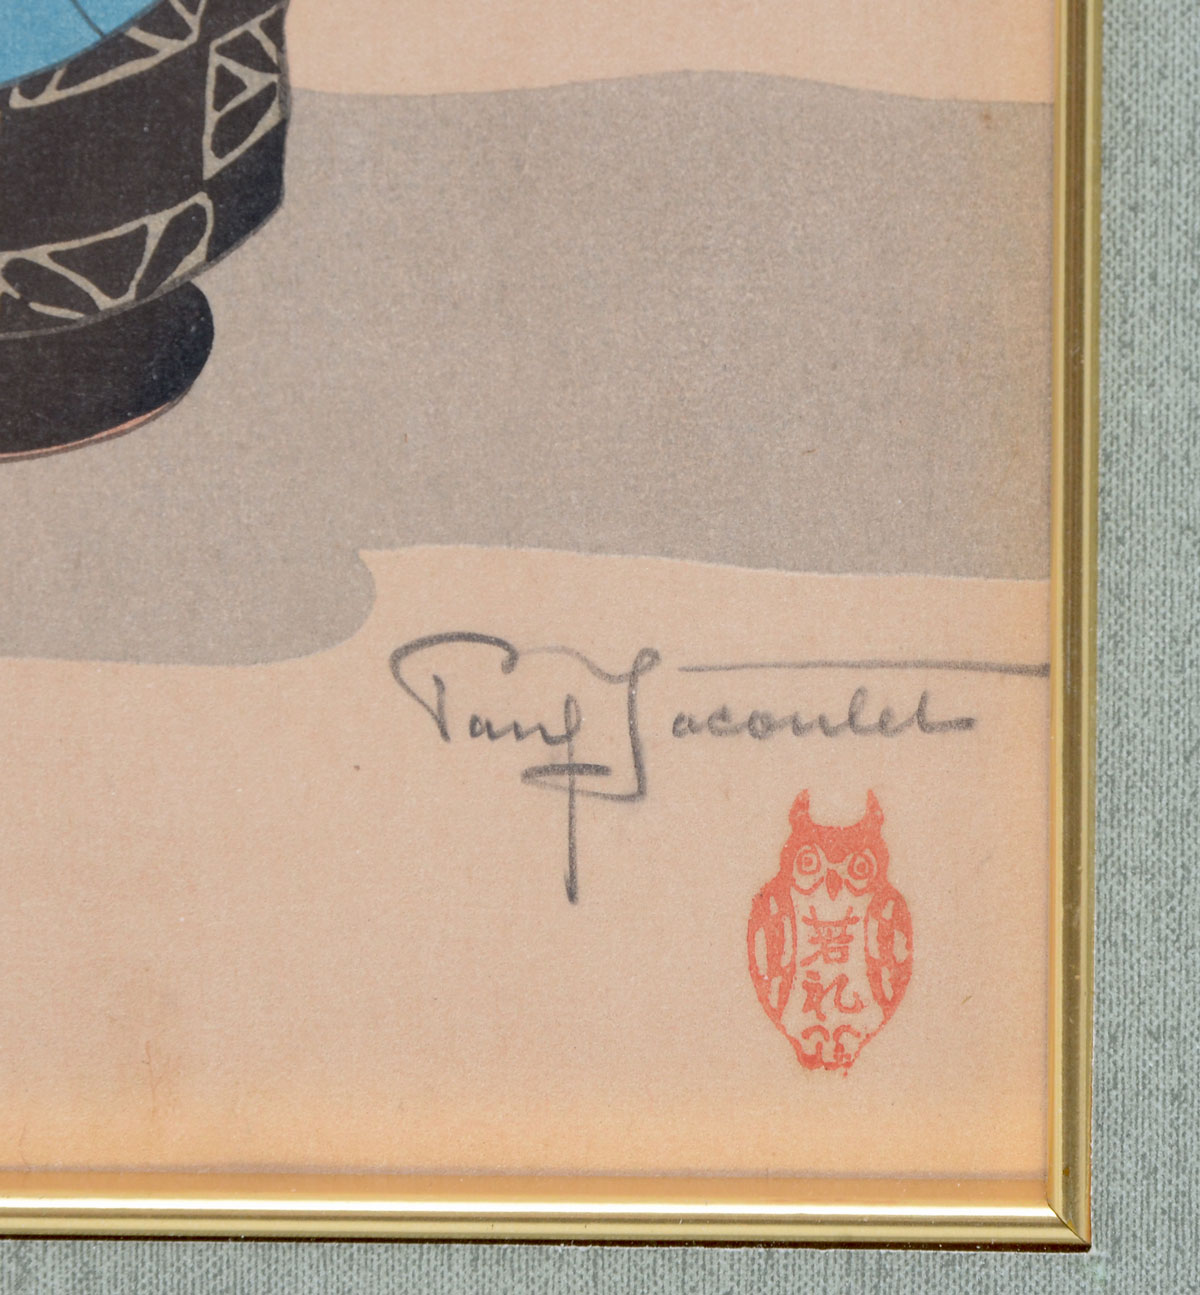 Paul Jacoulet
若
礼